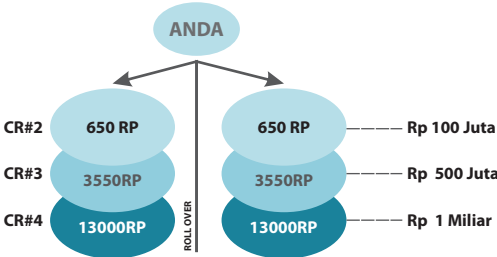 ANDA
CR#2 650 RP 650 RP Rp 100 Juta
CR#3 3550RP 3550RP Rp 500 Juta
CR#4 13000RP 13000RP Rp 1 Miliar
ROLL OVER